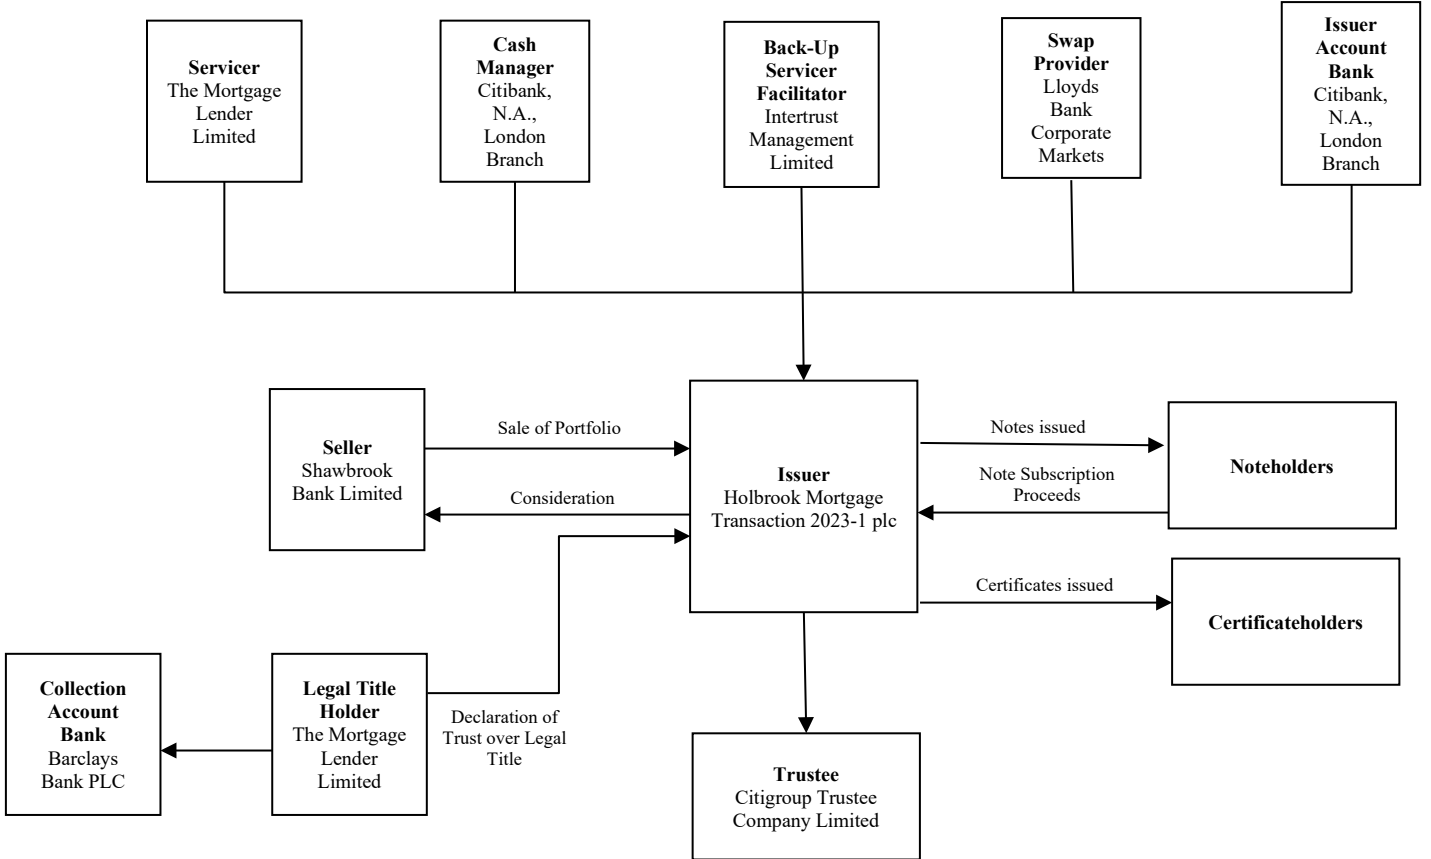 Servicer
The Mortgage
Lender
Limited
Cash
Manager
Citibank,
N.A.,
London
Branch
Back-Up
Servicer
Facilitator
Intertrust
Management
Limited
Swap
Provider
Lloyds
Bank
Corporate
Markets
Issuer
Account
Bank
Citibank,
N.A.,
London
Branch
Seller
Shawbrook
Bank Limited
Sale of Portfolio
Consideration
Issuer
Holbrook Mortgage
Transaction 2023-1 plc
Notes issued
Note Subscription
Proceeds
Noteholders
Certificates issued
Certificateholders
Collection
Account
Bank
Barclays
Bank PLC
Legal Title
Holder
The Mortgage
Lender
Limited
Declaration of
Trust over Legal
Title
Trustee
Citigroup Trustee
Company Limited